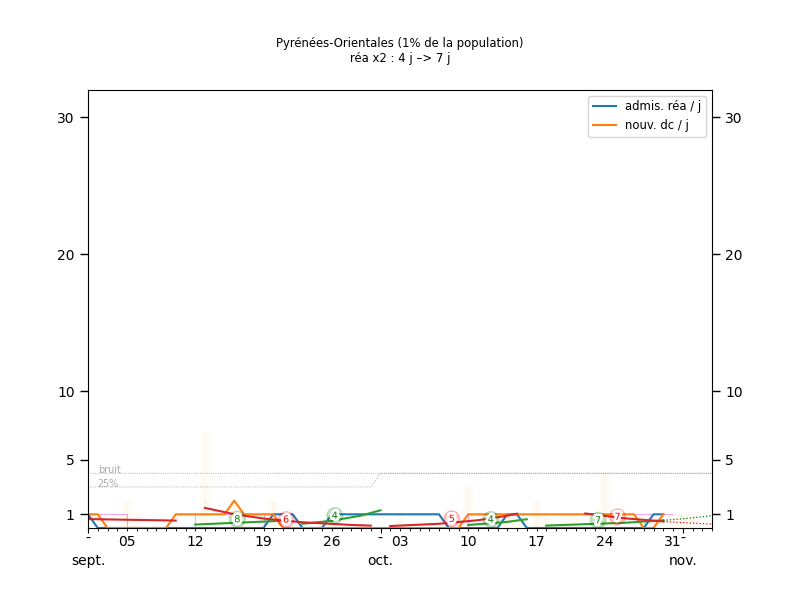 Pyrénées-Orientales (1% de la population)
réa x2 : 4 j –> 7 j
admis. réa / j
nouv. dc / j
30 30
20 20
10 10
5 5
1 1
bruit
25%
8 6 4 5 4 7 7
- 05 12 19 26 - 03 10 17 24 31-
sept. oct. nov.